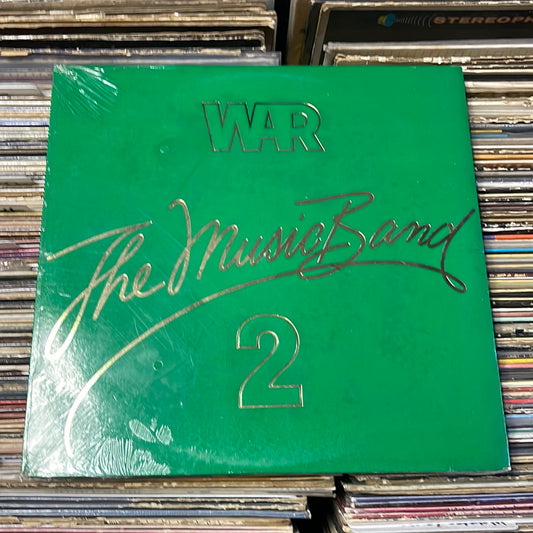 STEREOPH
WAR
The Music Band
2